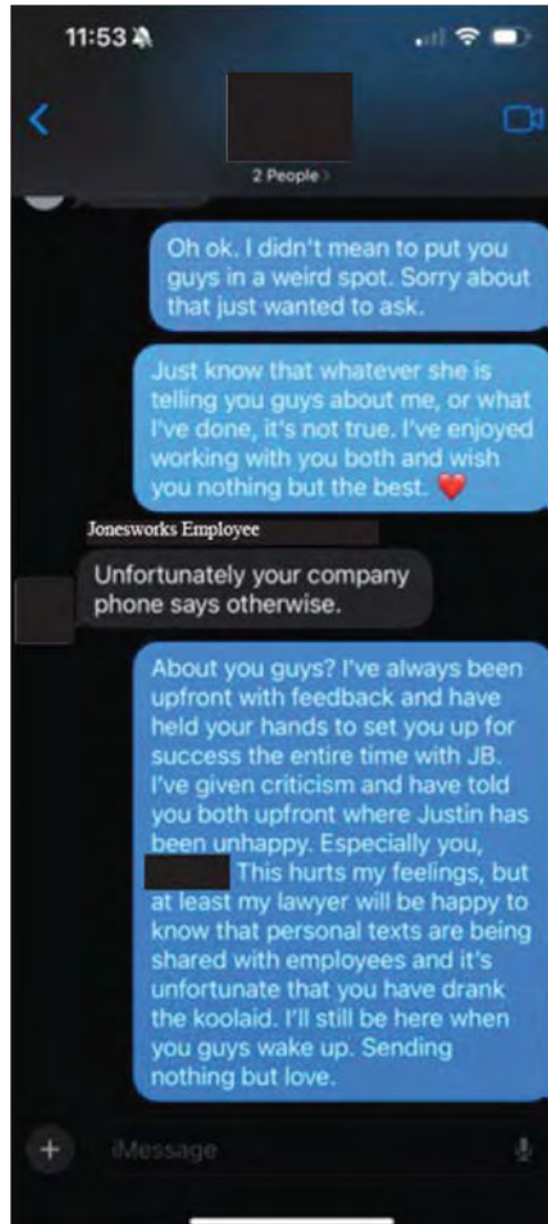 11:53
2 People >
Oh ok. I didn't mean to put you
guys in a weird spot. Sorry about
that just wanted to ask.
Just know that whatever she is
telling you guys about me, or what
I've done, it's not true. I've enjoyed
working with you both and wish
you nothing but the best. ❤️
Jonesworks Employee
Unfortunately your company
phone says otherwise.
About you guys? I've always been
upfront with feedback and have
held your hands to set you up for
success the entire time with JB.
I've given criticism and have told
you both upfront where Justin has
been unhappy. Especially you,
This hurts my feelings, but
at least my lawyer will be happy to
know that personal texts are being
shared with employees and it's
unfortunate that you have drank
the koolaid. I'll still be here when
you guys wake up. Sending
nothing but love.
iMessage